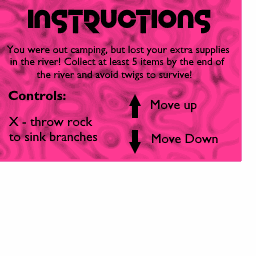 INSTRUCTIONS
You were out camping, but lost your extra supplies
in the river! Collect at least 5 items by the end of
the river and avoid twigs to survive!
Controls:
Move up
X - throw rock
to sink branches
Move Down